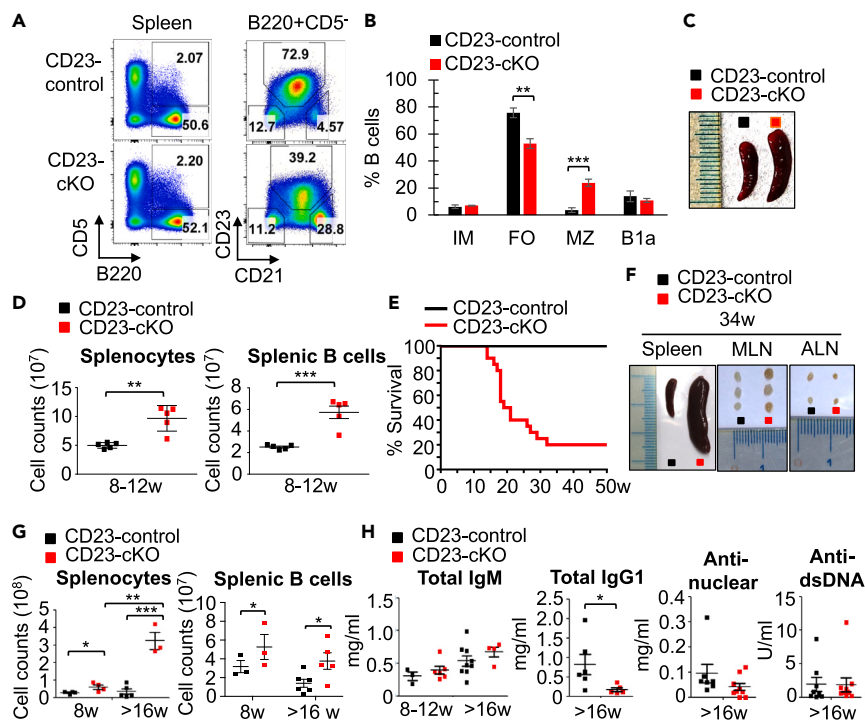 A
Spleen
B220+CD5-
CD23-control
2.07
50.6
72.9
12.7
4.57
CD23-cKO
2.20
52.1
39.2
11.2
28.8
CD5
B220
CD23
CD21
B
CD23-control
CD23-cKO
% B cells
100
80
60
40
20
0
**
***
IM FO MZ B1a
C
CD23-control
CD23-cKO
D
CD23-control
CD23-cKO
Splenocytes
Cell counts (10⁷)
15
10
5
0
**
8-12w
Splenic B cells
Cell counts (10⁷)
8
6
4
2
0
***
8-12w
E
CD23-control
CD23-cKO
% Survival
100
80
60
40
20
0
0 10 20 30 40 50w
F
CD23-control
CD23-cKO
34w
Spleen MLN ALN
1
G
CD23-control
CD23-cKO
Splenocytes
Cell counts (10⁸)
5
4
3
2
1
0
*
**
***
8w >16w
Splenic B cells
Cell counts (10⁷)
10
8
6
4
2
0
*
*
8w >16 w
H
CD23-control
CD23-cKO
Total IgM
mg/ml
1.5
1.0
0.5
0.0
8-12w >16w
Total IgG1
mg/ml
2.5
2.0
1.5
1.0
0.5
0.0
*
>16w
Anti-nuclear
mg/ml
0.4
0.2
0.0
>16w
Anti-dsDNA
U/ml
15
10
5
0
>16w